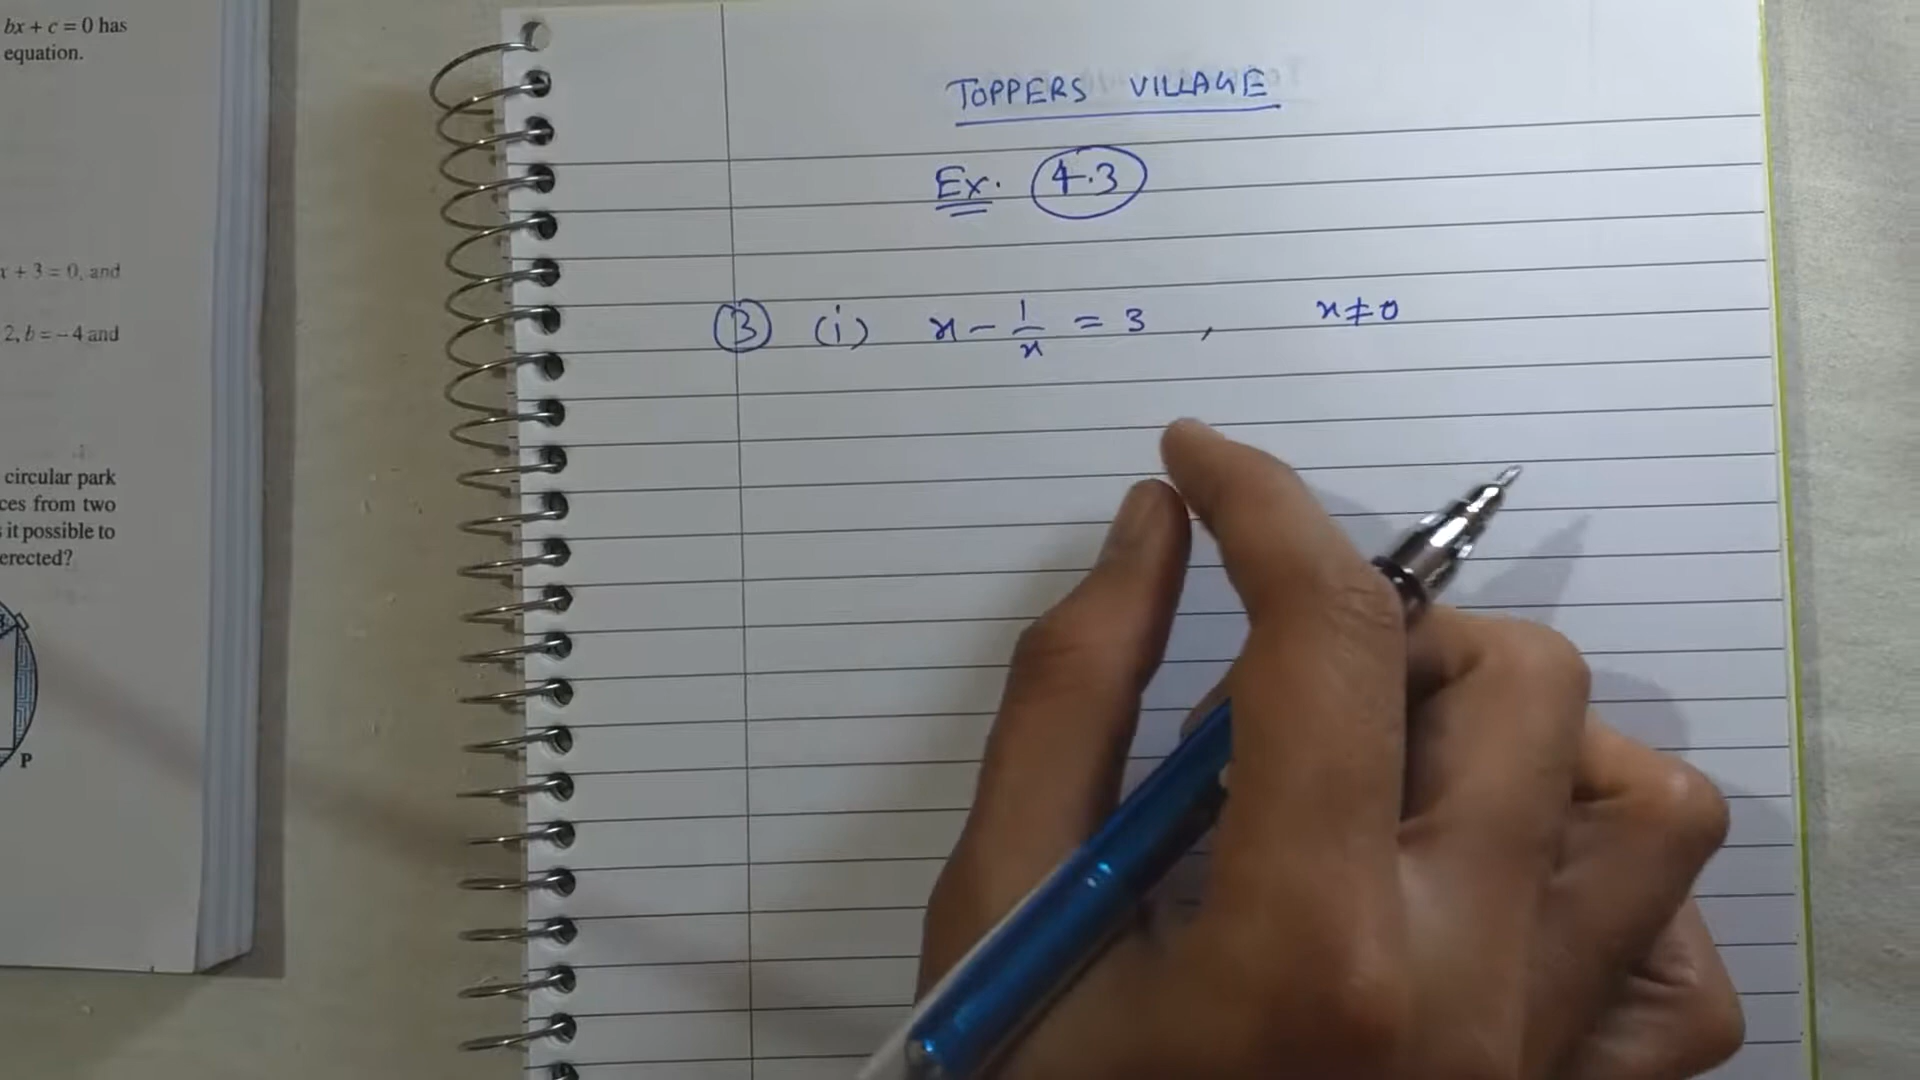 bx + c = 0 has
equation.
x + 3 = 0, and
2, b = – 4 and
circular park
ces from two
it possible to
erected?
P
TOPPERS VILLAGE
Ex. 4.3
3 (i) x - 1/x = 3 , x ≠ 0